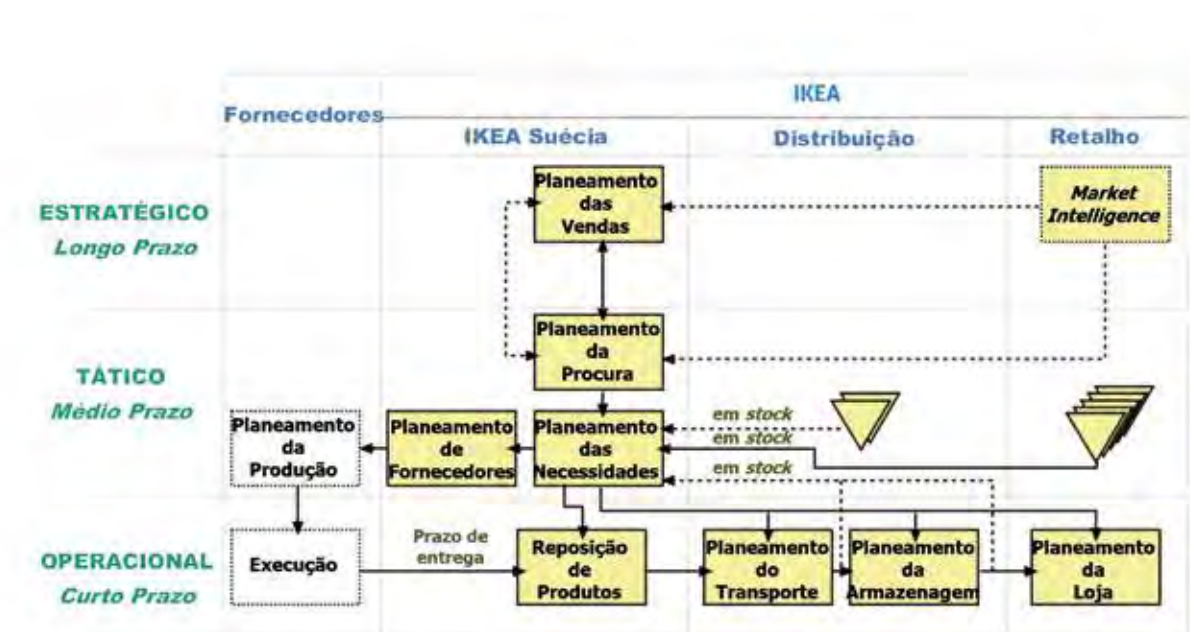 IKEA
Fornecedores
IKEA Suécia
Distribuição
Retalho
ESTRATÉGICO
Longo Prazo
Planeamento
das
Vendas
Market
Intelligence
TÁTICO
Médio Prazo
Planeamento
da
Procura
Planeamento
da
Produção
Planeamento
de
Fornecedores
Planeamento
das
Necessidades
em stock
em stock
em stock
OPERACIONAL
Curto Prazo
Execução
Prazo de
entrega
Reposição
de
Produtos
Planeamento
do
Transporte
Planeamento
da
Armazenagem
Planeamento
da
Loja